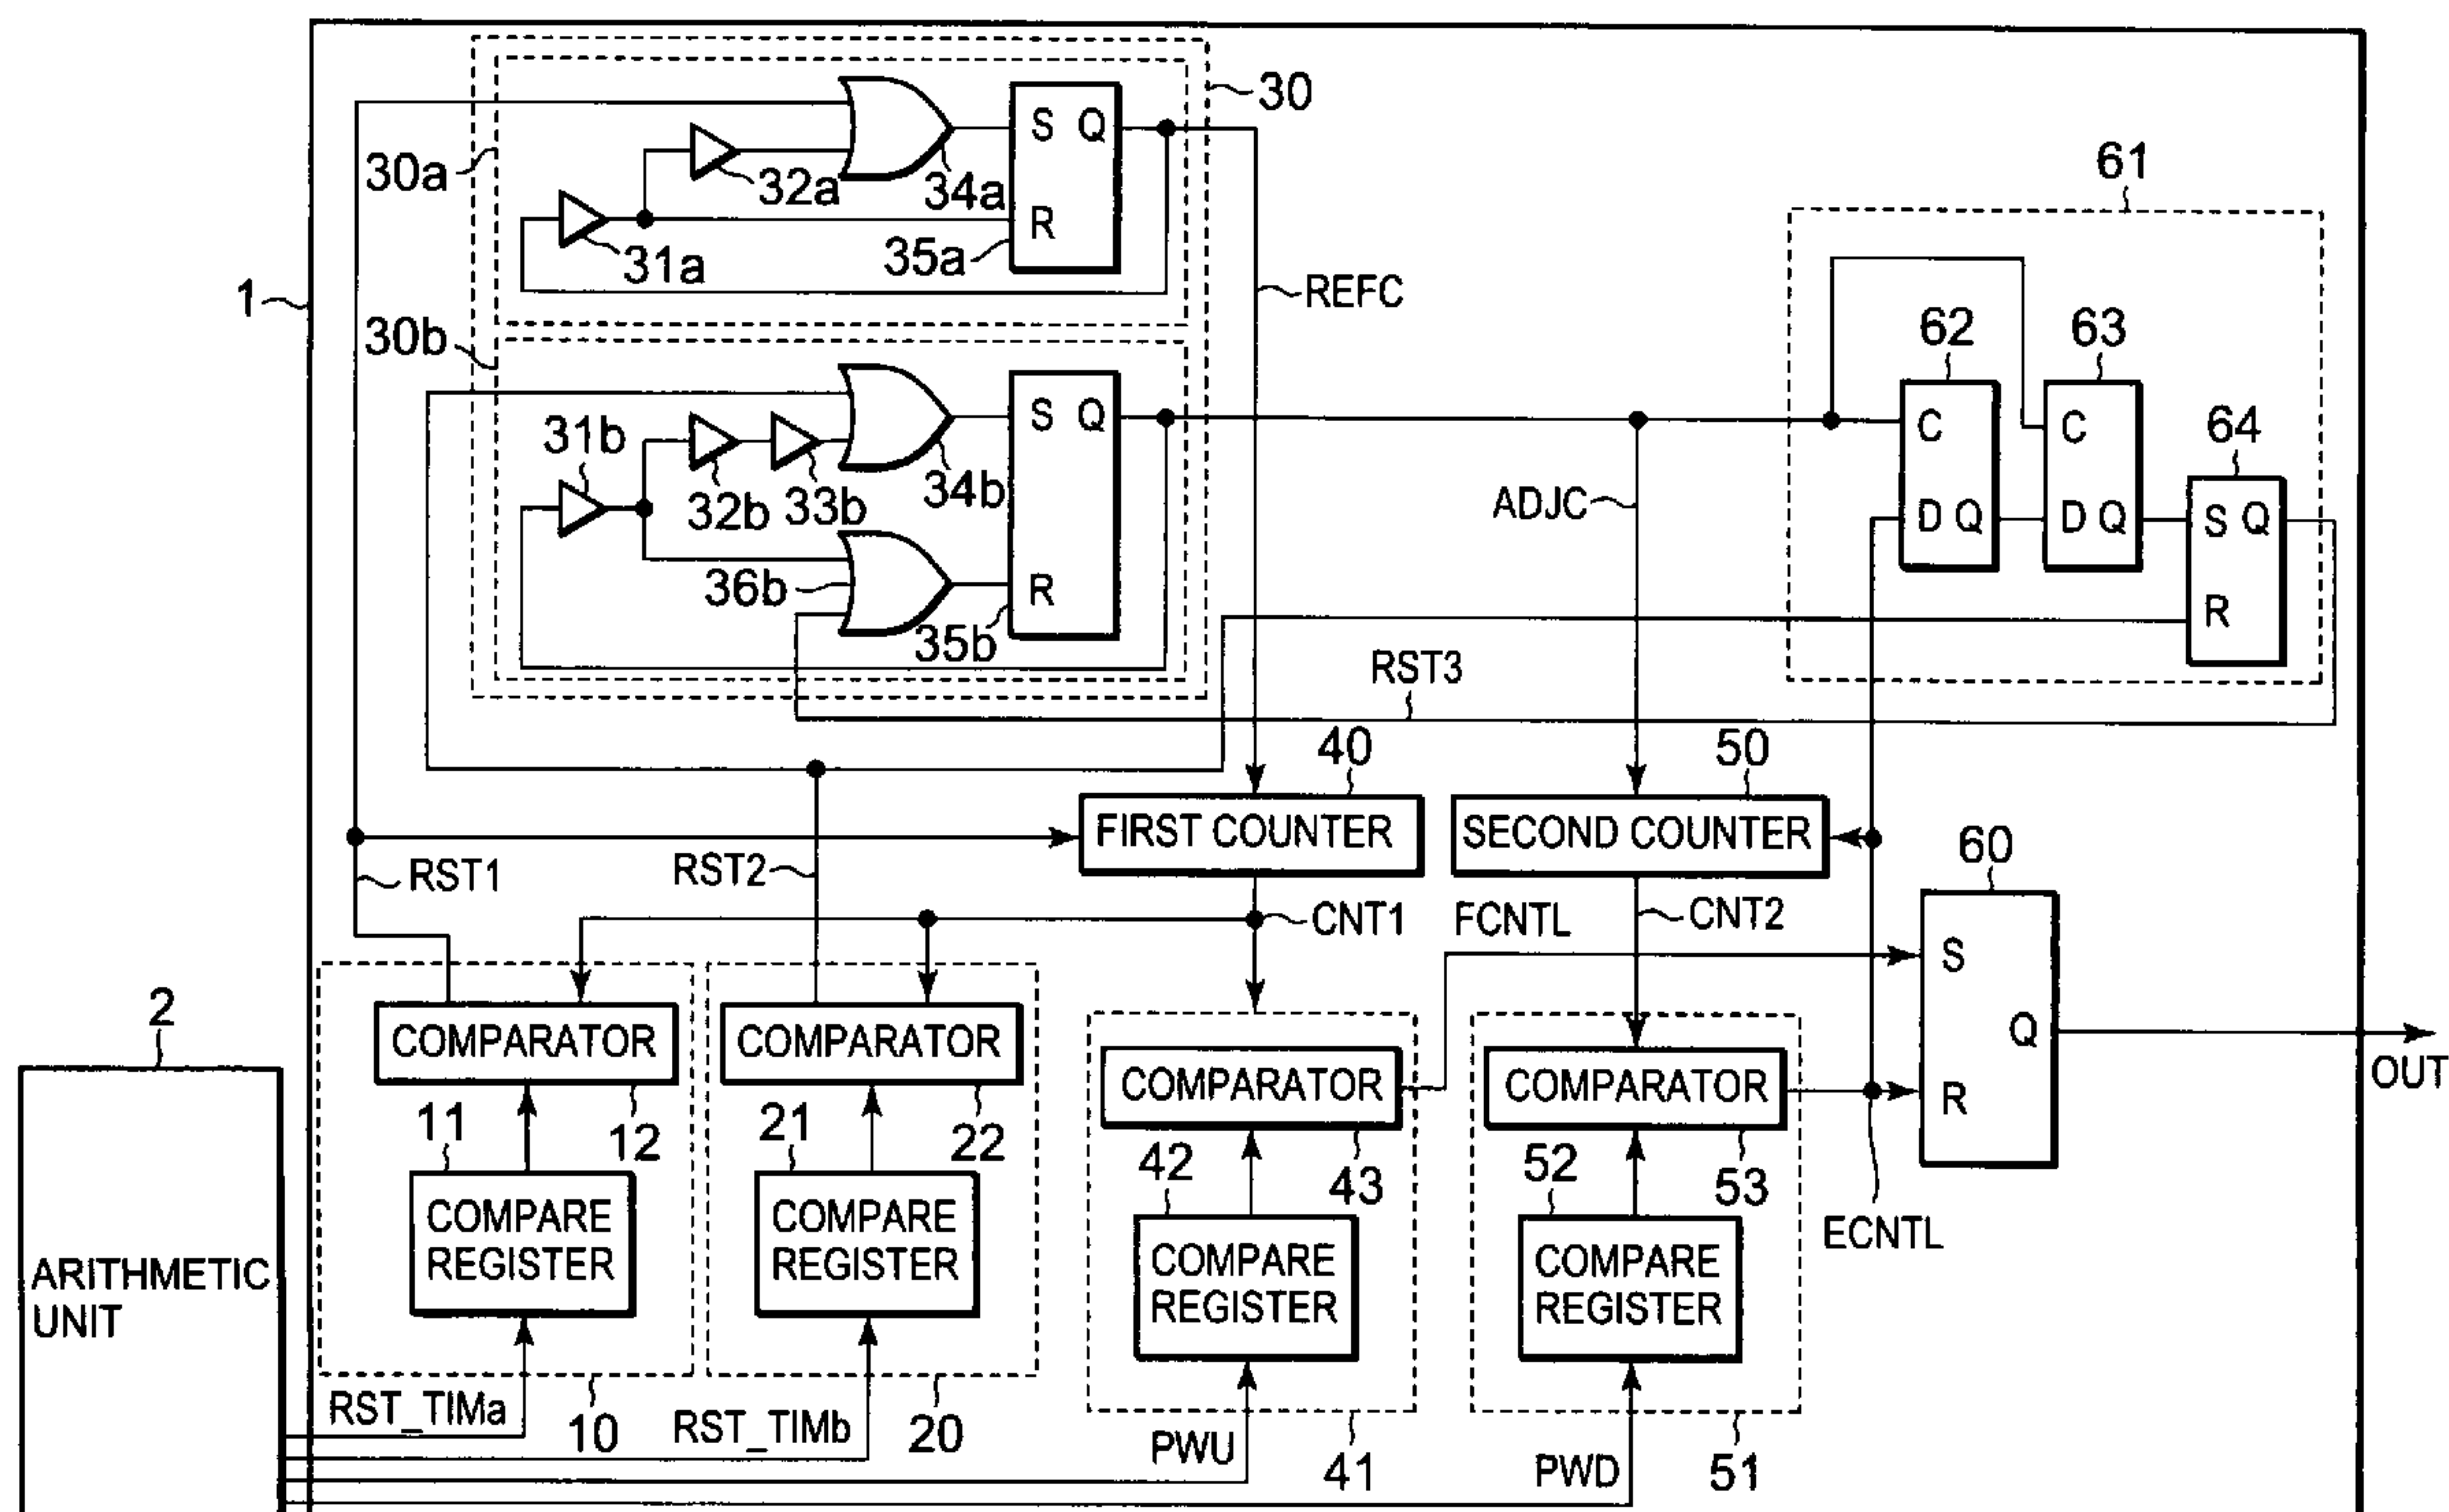 30
S Q
30a
32a
34a
R
35a
31a
61
1
REFC
30b
62
63
31b
S Q
C
C
64
32b
33b
34b
ADJC
D Q
D Q
S Q
36b
R
35b
R
RST3
40
50
FIRST COUNTER
SECOND COUNTER
60
RST1
RST2
CNT1
FCNTL
CNT2
S
2
COMPARATOR
COMPARATOR
Q
COMPARATOR
COMPARATOR
OUT
R
11
12
21
22
42
43
52
53
COMPARE
REGISTER
COMPARE
REGISTER
ECNTL
COMPARE
REGISTER
COMPARE
REGISTER
ARITHMETIC
UNIT
RST_TIMa
10
RST_TIMb
20
PWU
41
PWD
51